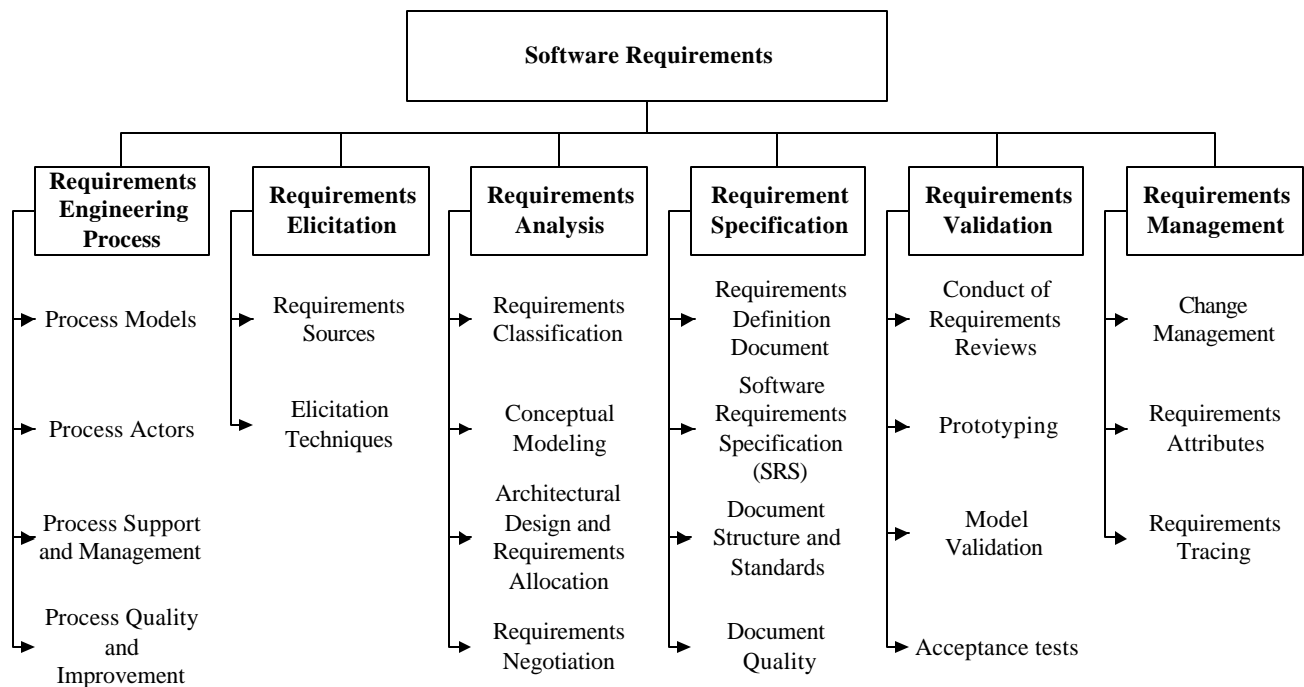 Software Requirements
Requirements
Engineering
Process
Requirements
Elicitation
Requirements
Analysis
Requirement
Specification
Requirements
Validation
Requirements
Management
Process Models
Process Actors
Process Support
and Management
Process Quality
and
Improvement
Requirements
Sources
Elicitation
Techniques
Requirements
Classification
Conceptual
Modeling
Architectural
Design and
Requirements
Allocation
Requirements
Negotiation
Requirements
Definition
Document
Software
Requirements
Specification
(SRS)
Document
Structure and
Standards
Document
Quality
Conduct of
Requirements
Reviews
Prototyping
Model
Validation
Acceptance tests
Change
Management
Requirements
Attributes
Requirements
Tracing